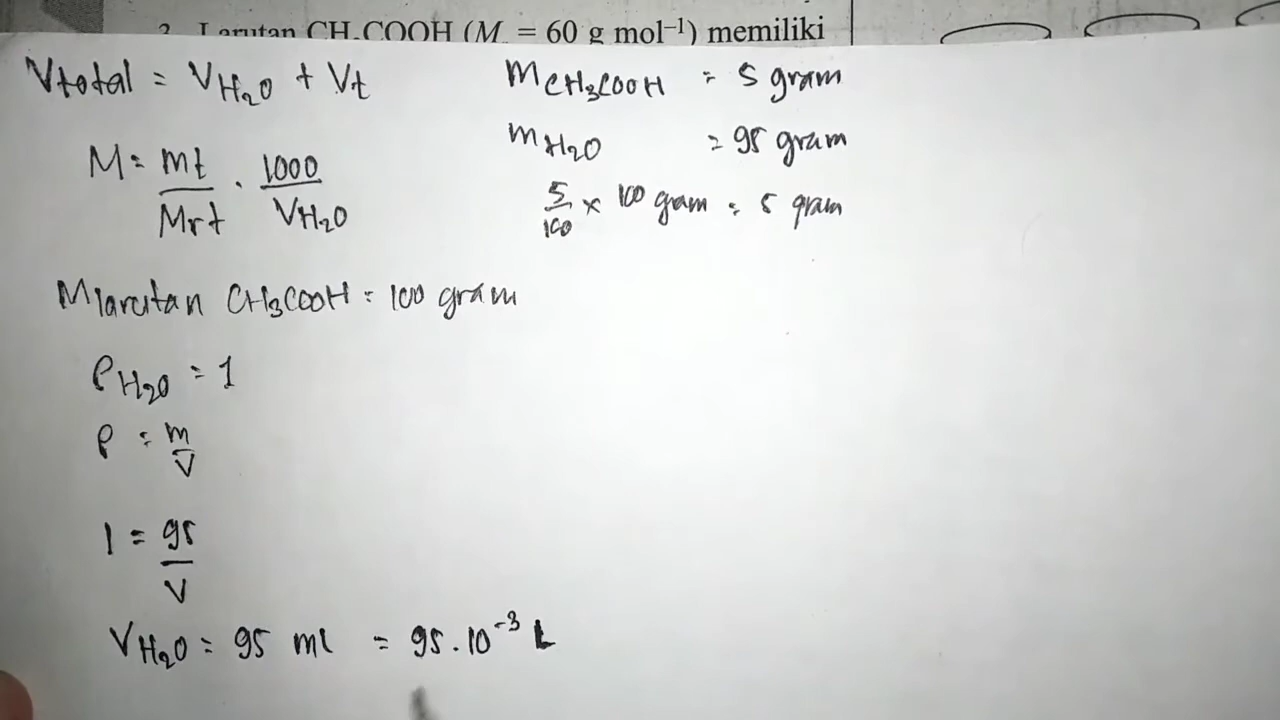 2. Larutan CH₃COOH (M = 60 g mol⁻¹) memiliki
Vtotal = VH₂O + Vt
M = mt/Mrt . 1000/VH₂O
mCH₃COOH = 5 gram
mH₂O = 95 gram
5/100 × 100 gram = 5 gram
Mlarutan CH₃COOH = 100 gram
ρH₂O = 1
ρ = m/V
1 = 95/V
VH₂O = 95 ml = 95.10⁻³ L